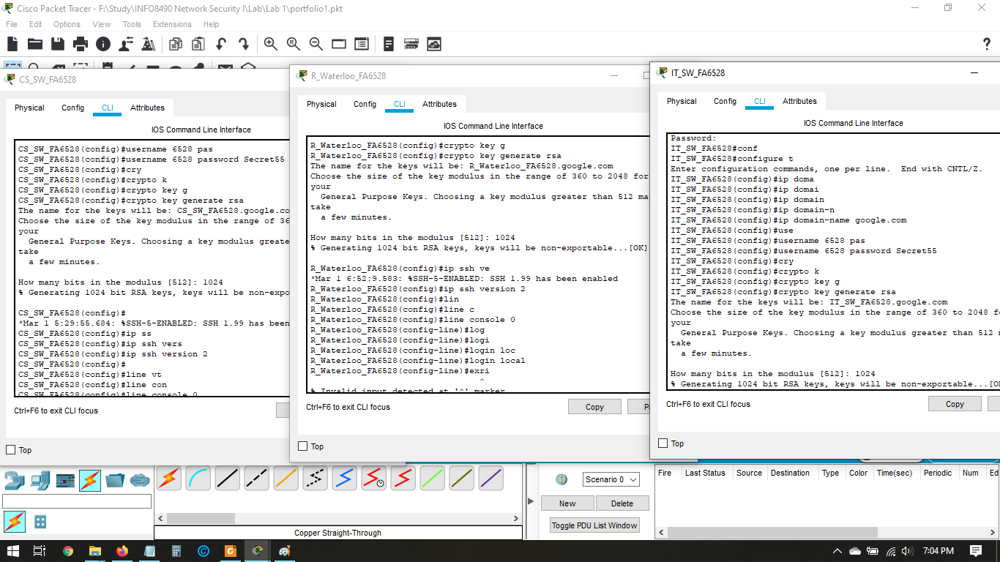 Cisco Packet Tracer - F:\Study\INFO8490 Network Security I\Lab\Lab 1\portfolio1.pkt
File Edit Options View Tools Extensions Help
CS_SW_FA6528
Physical Config CLI Attributes
IOS Command Line Interface
CS_SW_FA6528(config)#username 6528 pas
CS_SW_FA6528(config)#username 6528 password Secret55
CS_SW_FA6528(config)#cry
CS_SW_FA6528(config)#crypto k
CS_SW_FA6528(config)#crypto key g
CS_SW_FA6528(config)#crypto key generate rsa
The name for the keys will be: CS_SW_FA6528.google.co
Choose the size of the key modulus in the range of 36
your
General Purpose Keys. Choosing a key modulus greate
take
a few minutes.
How many bits in the modulus [512]: 1024
% Generating 1024 bit RSA keys, keys will be non-expo
CS_SW_FA6528(config)#
*Mar 1 5:29:55.684: %SSH-5-ENABLED: SSH 1.99 has been
CS_SW_FA6528(config)#ip ss
CS_SW_FA6528(config)#ip ssh vers
CS_SW_FA6528(config)#ip ssh version 2
CS_SW_FA6528(config)#
CS_SW_FA6528(config)#line vt
CS_SW_FA6528(config)#line con
CS_SW_FA6528(config)#line console 0
Ctrl+F6 to exit CLI focus
Top
R_Waterloo_FA6528
Physical Config CLI Attributes
IOS Command Line Interface
R_Waterloo_FA6528(config)#crypto key g
R_Waterloo_FA6528(config)#crypto key generate rsa
The name for the keys will be: R_Waterloo_FA6528.google.com
Choose the size of the key modulus in the range of 360 to 2048 for
your
General Purpose Keys. Choosing a key modulus greater than 512 ma
take
a few minutes.
How many bits in the modulus [512]: 1024
% Generating 1024 bit RSA keys, keys will be non-exportable...[OK]
R_Waterloo_FA6528(config)#ip ssh ve
*Mar 1 6:52:9.583: %SSH-5-ENABLED: SSH 1.99 has been enabled
R_Waterloo_FA6528(config)#ip ssh version 2
R_Waterloo_FA6528(config)#lin
R_Waterloo_FA6528(config)#line c
R_Waterloo_FA6528(config)#line console 0
R_Waterloo_FA6528(config-line)#log
R_Waterloo_FA6528(config-line)#logi
R_Waterloo_FA6528(config-line)#login loc
R_Waterloo_FA6528(config-line)#login local
R_Waterloo_FA6528(config-line)#exri
^
% Invalid input detected at '^' marker
Ctrl+F6 to exit CLI focus
Copy
P
Top
IT_SW_FA6528
Physical Config CLI Attributes
IOS Command Line Interface
Password:
IT_SW_FA6528#conf
IT_SW_FA6528#configure t
Enter configuration commands, one per line. End with CNTL/Z.
IT_SW_FA6528(config)#ip doma
IT_SW_FA6528(config)#ip domai
IT_SW_FA6528(config)#ip domain
IT_SW_FA6528(config)#ip domain-n
IT_SW_FA6528(config)#ip domain-name google.com
IT_SW_FA6528(config)#use
IT_SW_FA6528(config)#username 6528 pas
IT_SW_FA6528(config)#username 6528 password Secret55
IT_SW_FA6528(config)#cry
IT_SW_FA6528(config)#crypto k
IT_SW_FA6528(config)#crypto key g
IT_SW_FA6528(config)#crypto key generate rsa
The name for the keys will be: IT_SW_FA6528.google.com
Choose the size of the key modulus in the range of 360 to 2048 fo
your
General Purpose Keys. Choosing a key modulus greater than 512 m
take
a few minutes.
How many bits in the modulus [512]: 1024
% Generating 1024 bit RSA keys, keys will be non-exportable...[O
Ctrl+F6 to exit CLI focus
Copy
Top
Copper Straight-Through
Scenario 0
New Delete
Toggle PDU List Window
Fire Last Status Source Destination Type Color Time(sec) Periodic Num Ed
7:04 PM